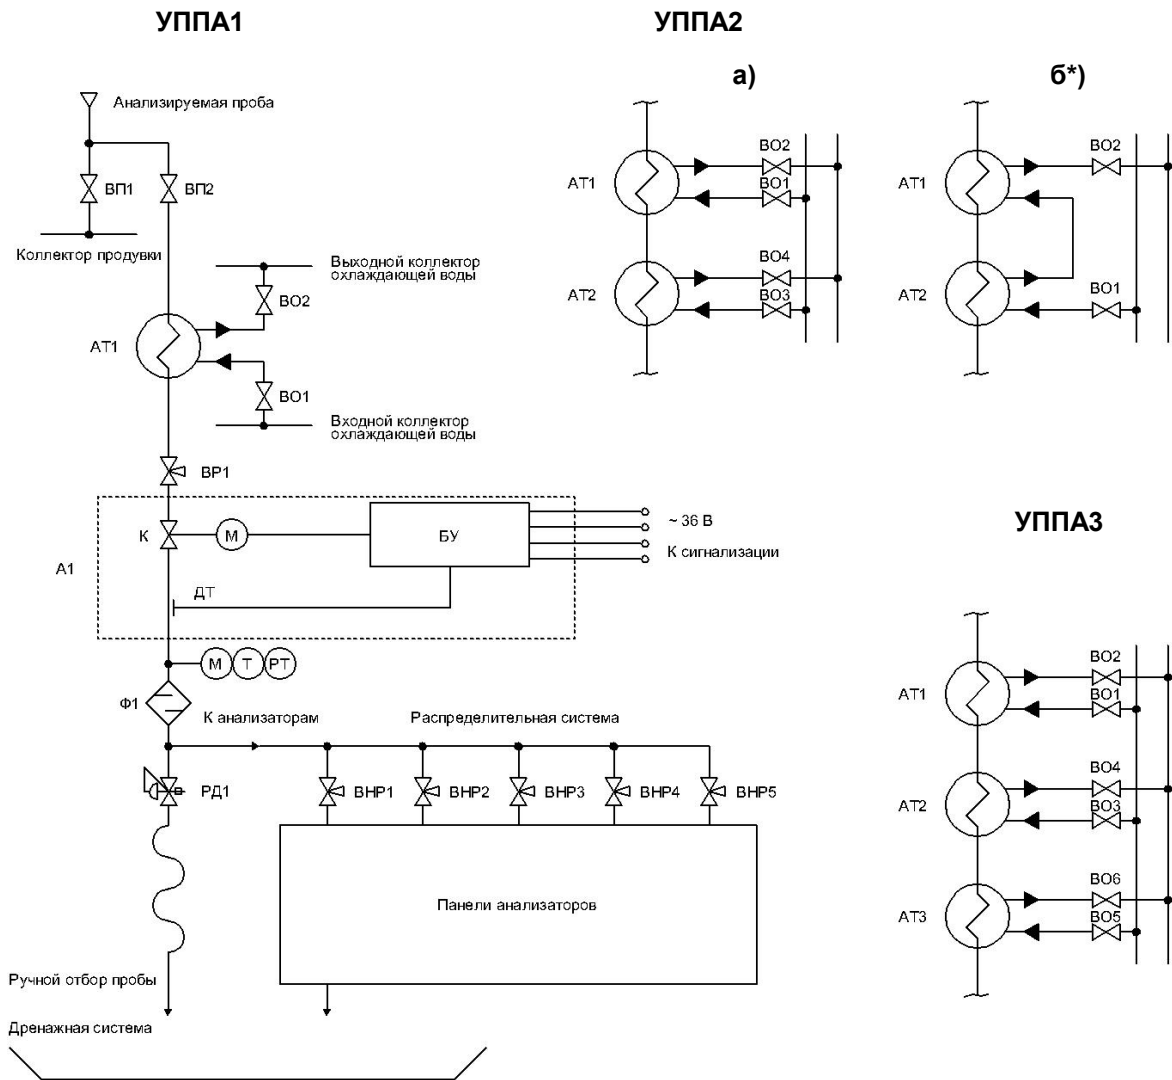 УППА1
УППА2
а)
б*)
Анализируемая проба
ВП1
ВП2
Коллектор продувки
Выходной коллектор
охлаждающей воды
ВО2
АТ1
ВО1
Входной коллектор
охлаждающей воды
ВР1
К
М
БУ
~ 36 В
К сигнализации
А1
ДТ
М
Т
РТ
Ф1
К анализаторам
Распределительная система
РД1
ВНР1
ВНР2
ВНР3
ВНР4
ВНР5
Панели анализаторов
Ручной отбор пробы
Дренажная система
ВО2
АТ1
ВО1
ВО4
АТ2
ВО3
ВО2
АТ1
АТ2
ВО1
УППА3
ВО2
АТ1
ВО1
ВО4
АТ2
ВО3
ВО6
АТ3
ВО5